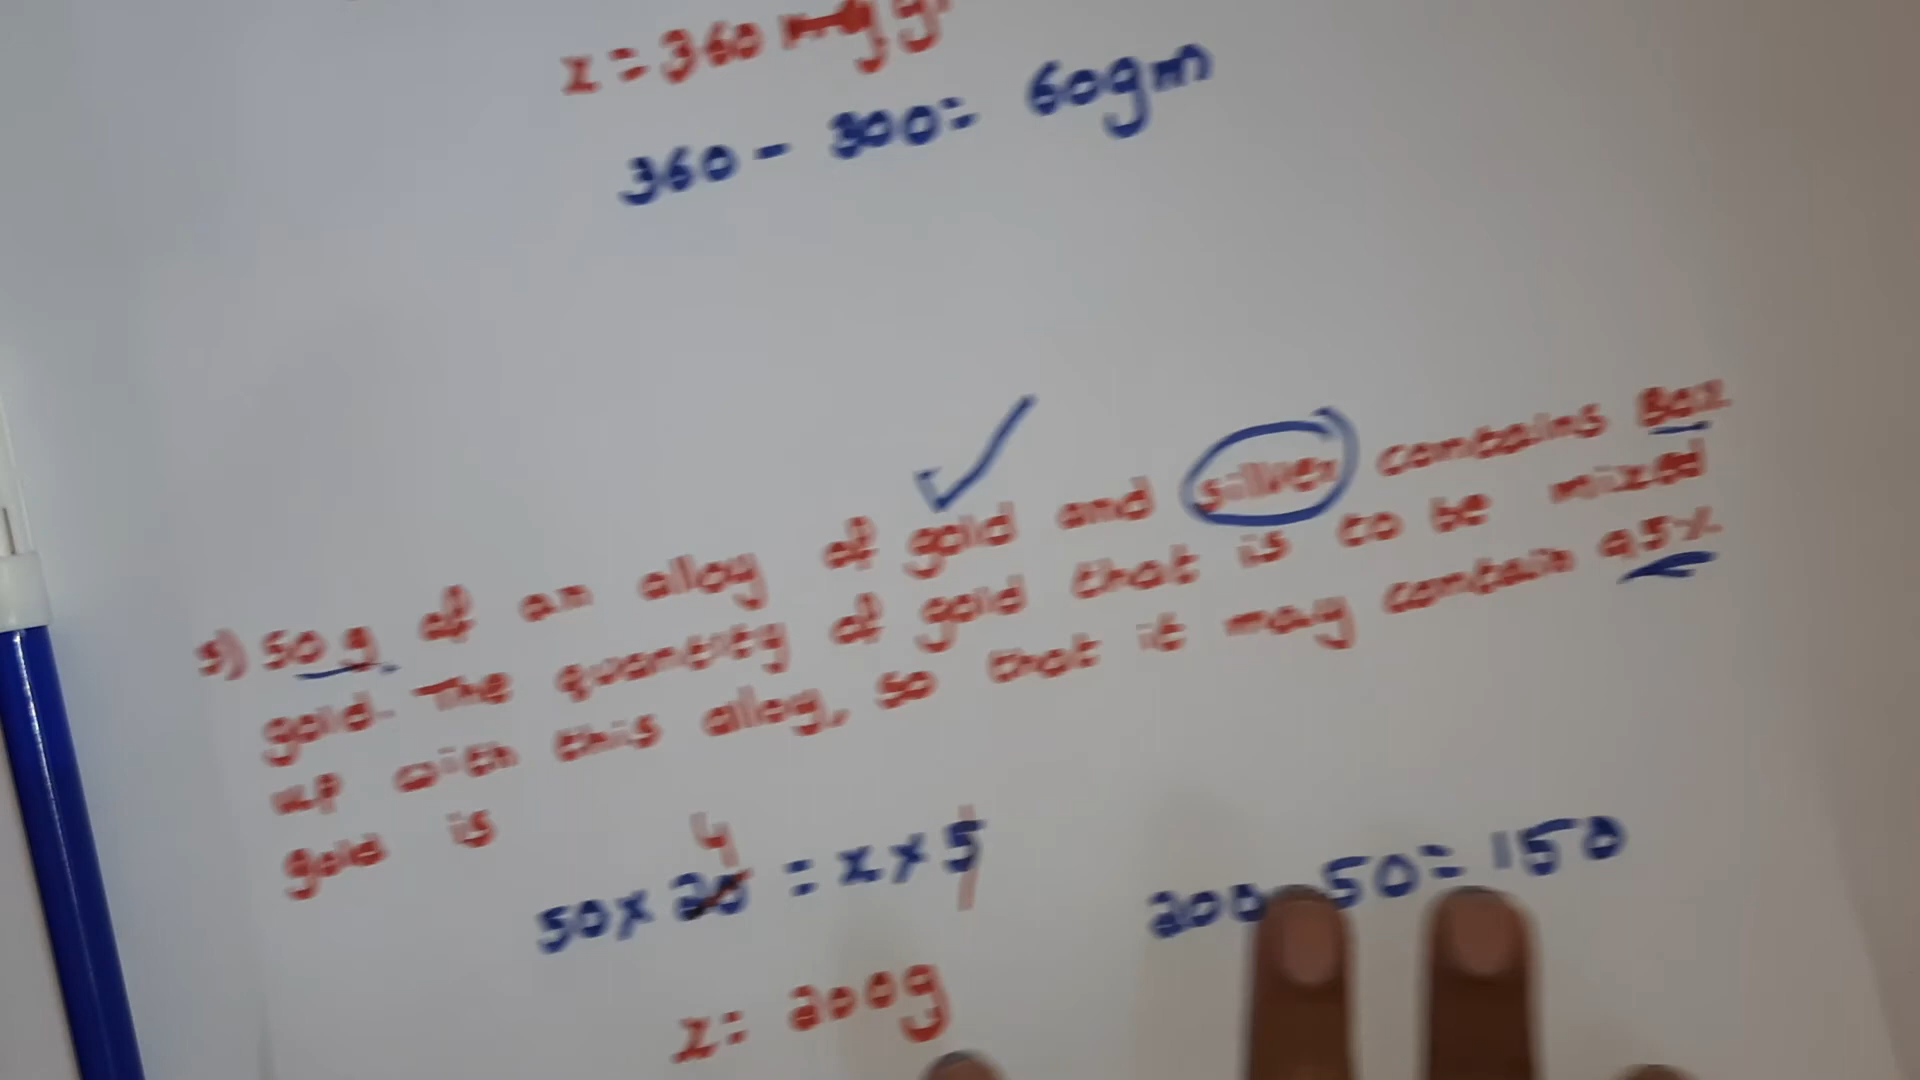 x = 360 mg
360 - 300 = 60gm
5) 50 g of an alloy of gold and silver contains 80%
gold. The quantity of gold that is to be mixed
up with this alloy, so that it may contain 95%
gold is
4
50 x 20 = x x 5
200 - 50 = 150
x = 200g